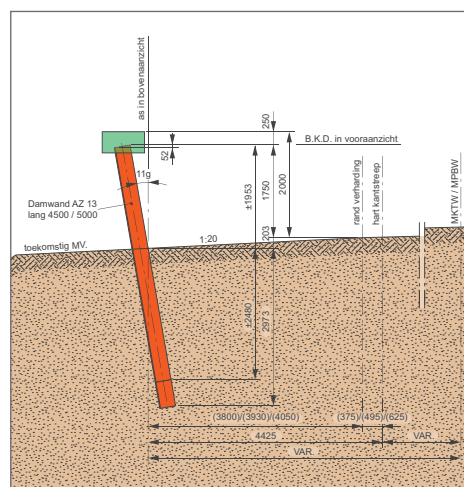 as in bovenaanzicht
250
B.K.D. in vooraanzicht
52
11g
±1953
1750
2000
Damwand AZ 13
lang 4500 / 5000
rand verharding
hart kantstreep
MKTW / MPBW
toekomstig MV.
1:20
203
±2480
2973
(3800)/(3930)/(4050)
(375)/(495)/(625)
4425
VAR.
VAR.